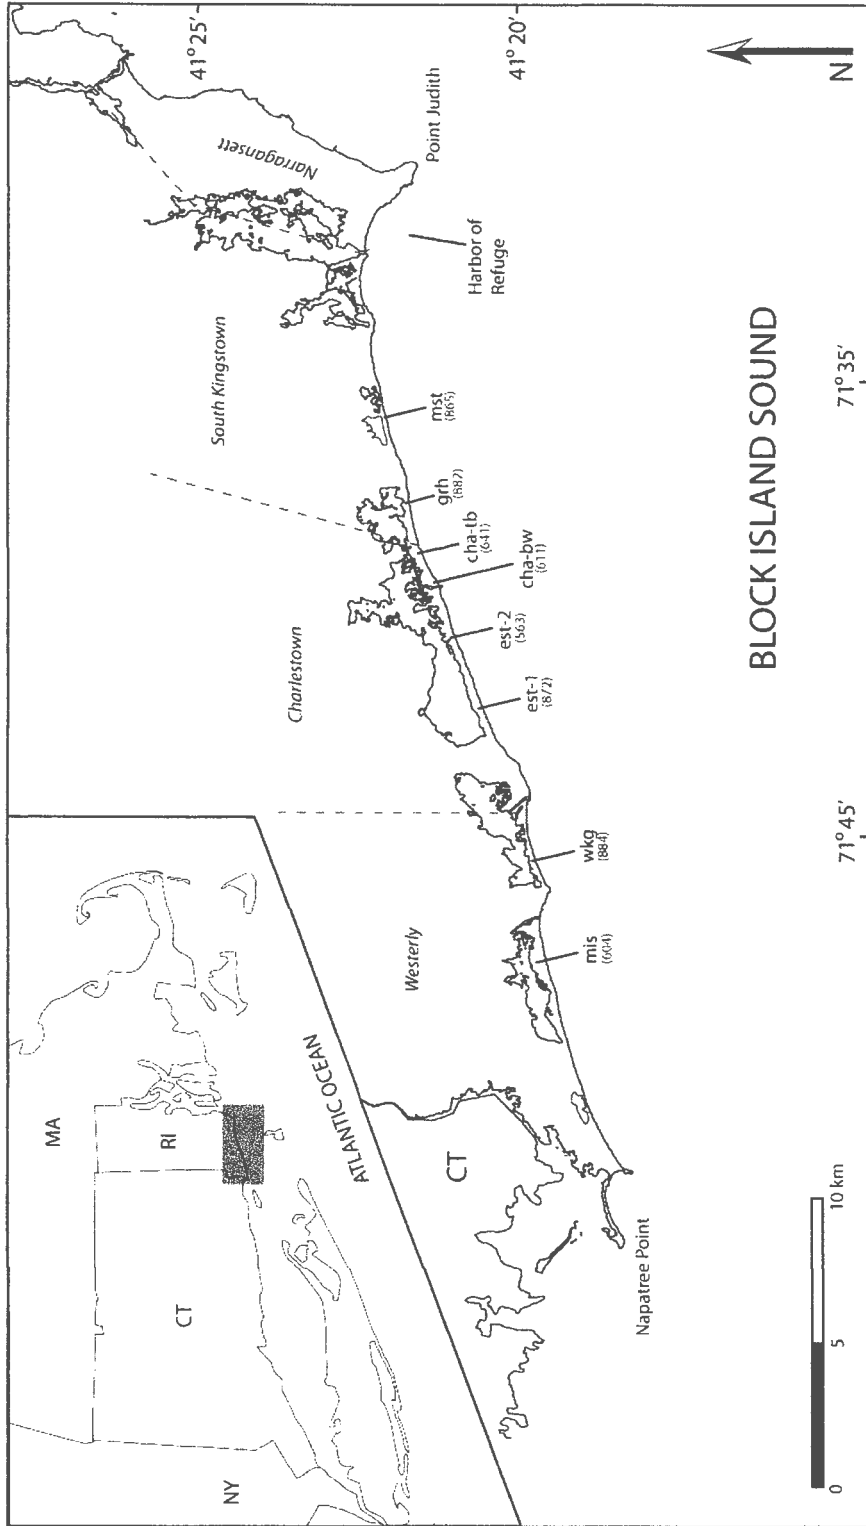 MA
RI
CT
NY
ATLANTIC OCEAN
CT
Napatree Point
Westerly
Charlestown
South Kingstown
Narragansett
Point Judith
Harbor of
Refuge
mis
(604)
wkg
(884)
est-1
(872)
est-2
(563)
cha-bw
(611)
cha-tb
(641)
grh
(887)
mst
(865)
BLOCK ISLAND SOUND
41° 25′
41° 20′
71° 45′
71° 35′
N
0
5
10 km